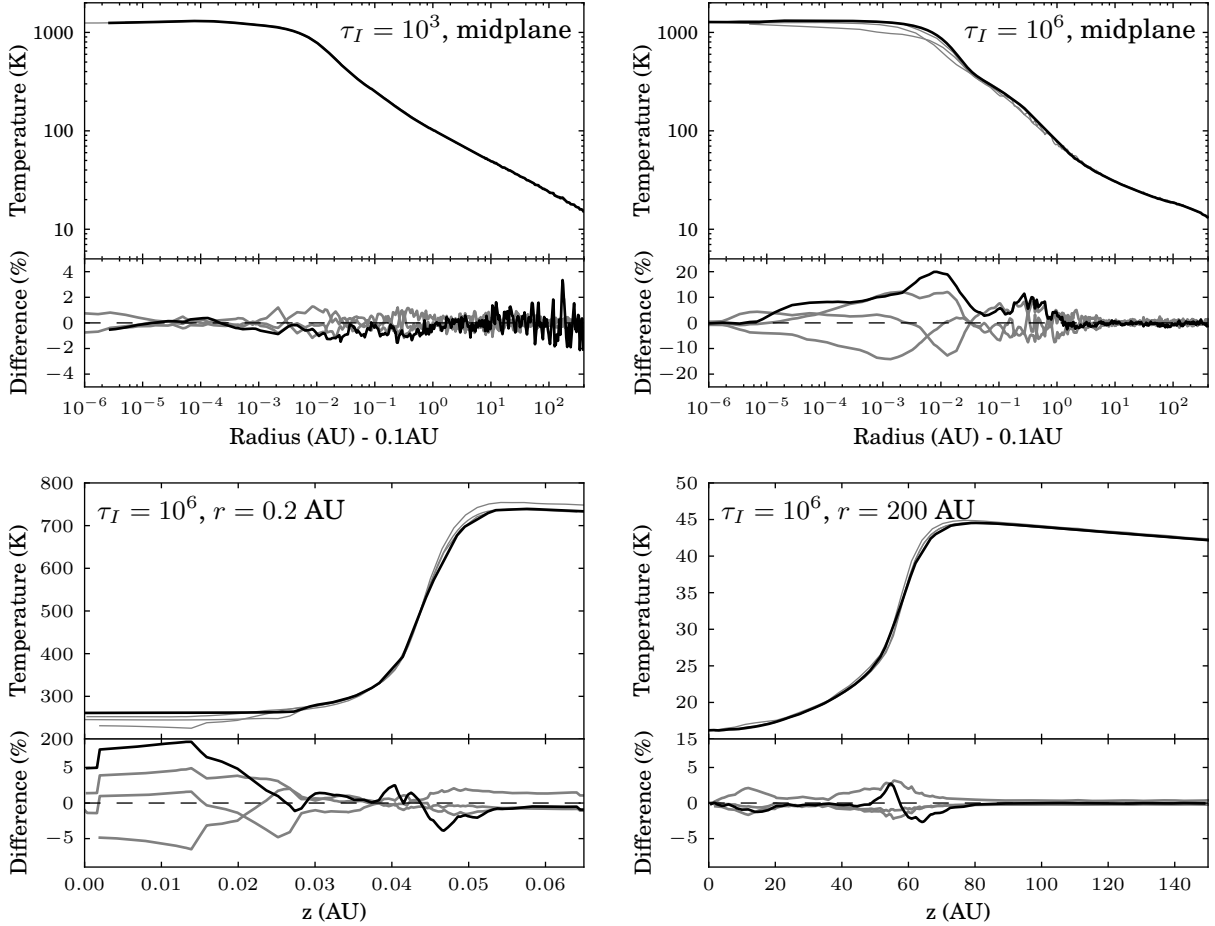 τ_I = 10^3, midplane
Temperature (K)
1000
100
10
Difference (%)
4
2
0
−2
−4
10^−6 10^−5 10^−4 10^−3 10^−2 10^−1 10^0 10^1 10^2
Radius (AU) - 0.1AU
τ_I = 10^6, midplane
Temperature (K)
1000
100
10
Difference (%)
20
10
0
−10
−20
10^−6 10^−5 10^−4 10^−3 10^−2 10^−1 10^0 10^1 10^2
Radius (AU) - 0.1AU
τ_I = 10^6, r = 0.2 AU
Temperature (K)
800
700
600
500
400
300
200
Difference (%)
5
0
−5
0.00 0.01 0.02 0.03 0.04 0.05 0.06
z (AU)
τ_I = 10^6, r = 200 AU
Temperature (K)
50
45
40
35
30
25
20
15
Difference (%)
5
0
−5
0 20 40 60 80 100 120 140
z (AU)